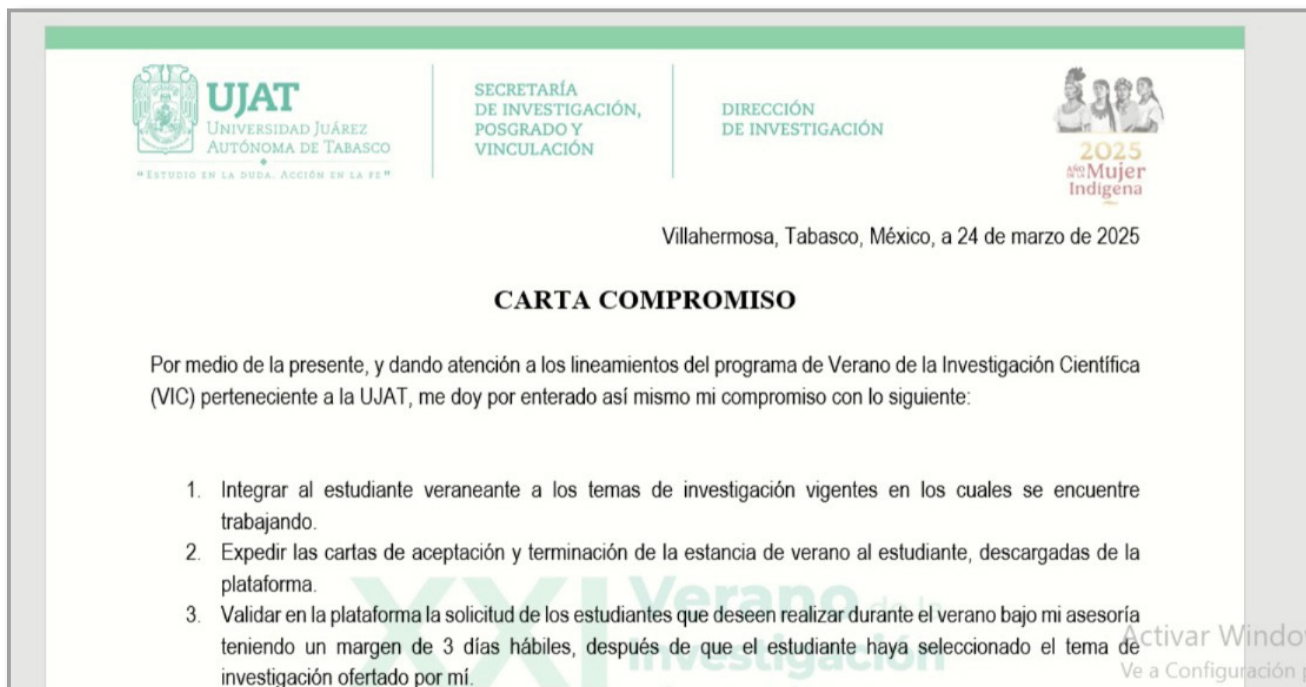 UJAT
UNIVERSIDAD JUÁREZ
AUTÓNOMA DE TABASCO
"ESTUDIO EN LA DUDA. ACCIÓN EN LA FE"
SECRETARÍA
DE INVESTIGACIÓN,
POSGRADO Y
VINCULACIÓN
DIRECCIÓN
DE INVESTIGACIÓN
2025
AÑO DE LA Mujer
Indígena
Villahermosa, Tabasco, México, a 24 de marzo de 2025
CARTA COMPROMISO
Por medio de la presente, y dando atención a los lineamientos del programa de Verano de la Investigación Científica
(VIC) perteneciente a la UJAT, me doy por enterado así mismo mi compromiso con lo siguiente:
1. Integrar al estudiante veraneante a los temas de investigación vigentes en los cuales se encuentre
trabajando.
2. Expedir las cartas de aceptación y terminación de la estancia de verano al estudiante, descargadas de la
plataforma.
XXI Verano de la
Investigación
3. Validar en la plataforma la solicitud de los estudiantes que deseen realizar durante el verano bajo mi asesoría
teniendo un margen de 3 días hábiles, después de que el estudiante haya seleccionado el tema de
investigación ofertado por mí.
Activar Windo
Ve a Configuración